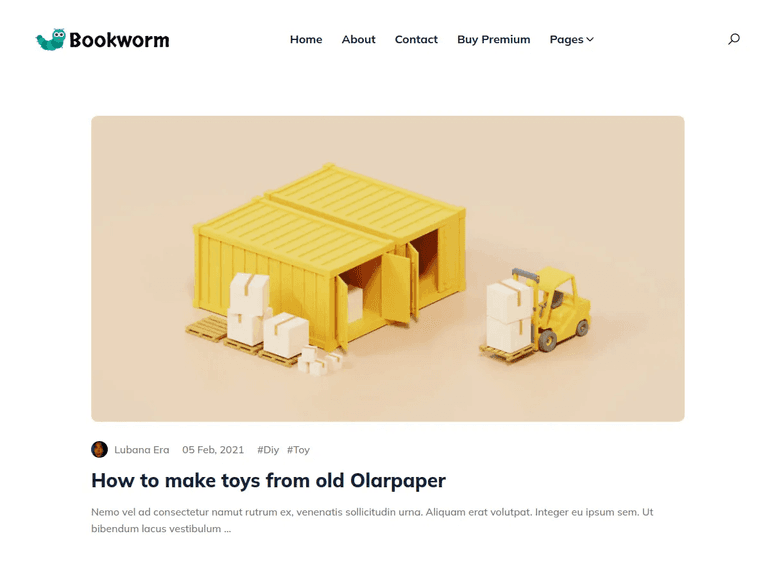 Bookworm
Home About Contact Buy Premium Pages
Lubana Era 05 Feb, 2021 #Diy #Toy
How to make toys from old Olarpaper
Nemo vel ad consectetur namut rutrum ex, venenatis sollicitudin urna. Aliquam erat volutpat. Integer eu ipsum sem. Ut
bibendum lacus vestibulum ...